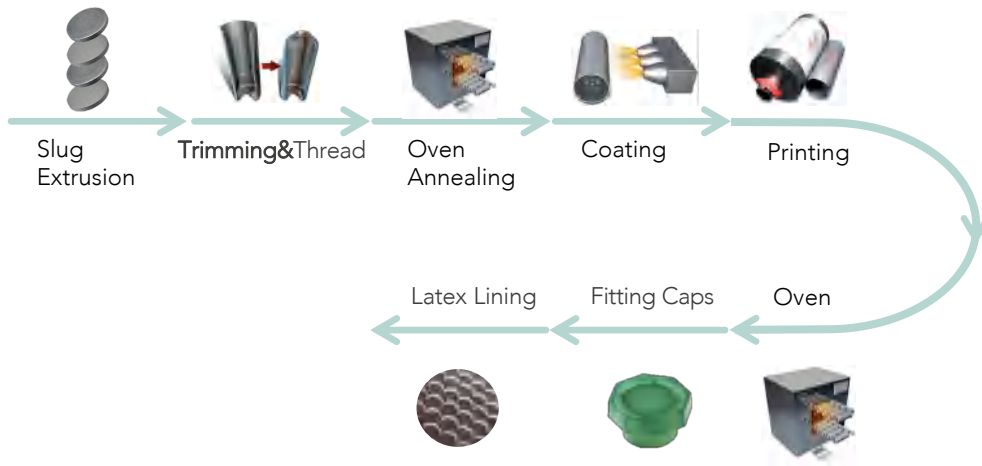 Slug
Extrusion
Trimming&Thread
Oven
Annealing
Coating
Printing
Latex Lining
Fitting Caps
Oven